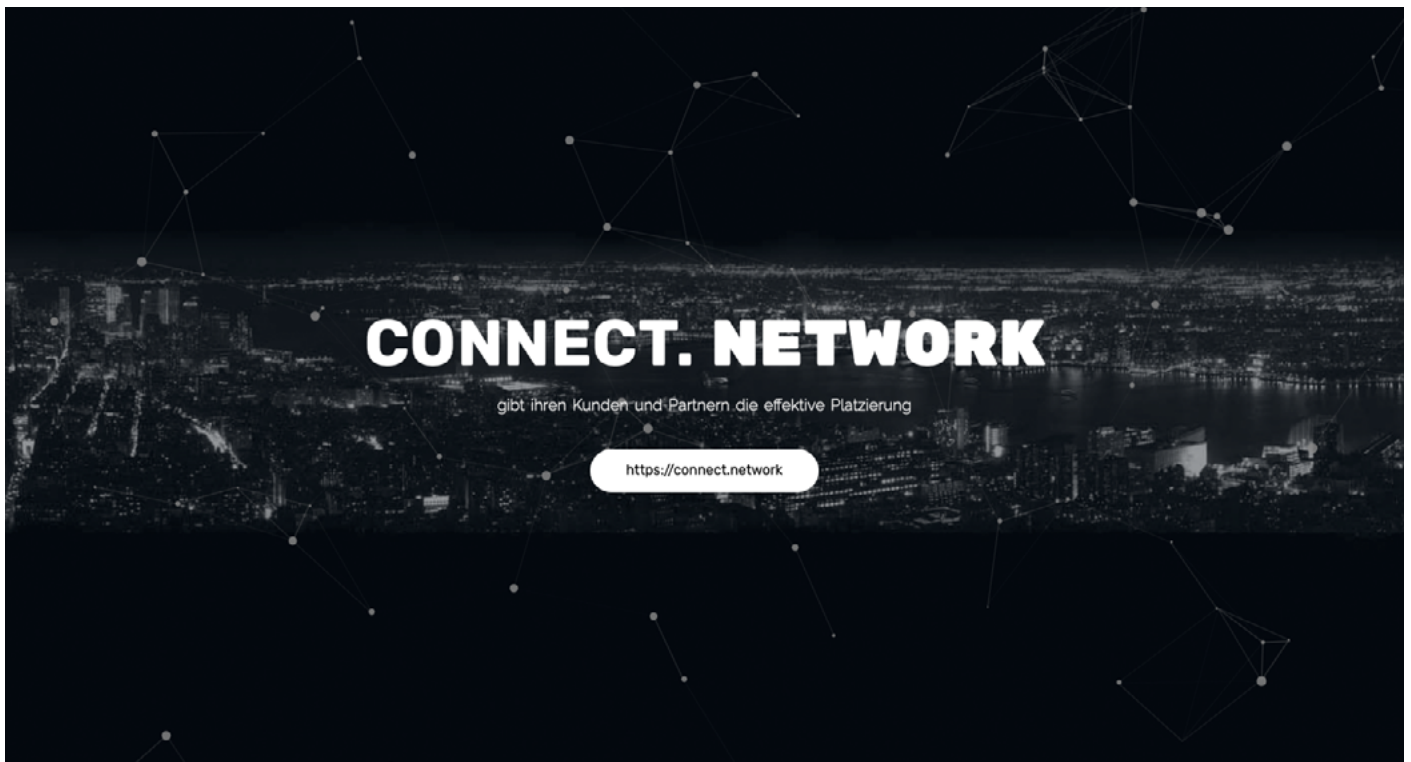 CONNECT. NETWORK
gibt ihren Kunden und Partnern die effektive Platzierung
https://connect.network